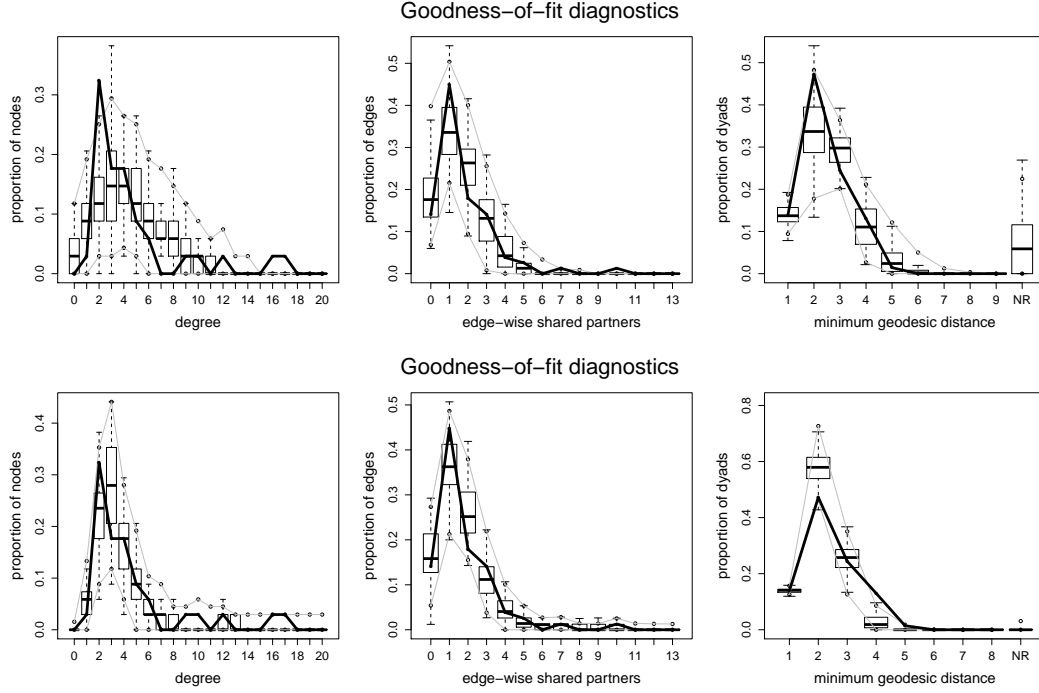 Goodness−of−fit diagnostics
proportion of nodes
0.0 0.1 0.2 0.3
0 2 4 6 8 10 12 14 16 18 20
degree
proportion of edges
0.0 0.1 0.2 0.3 0.4 0.5
0 1 2 3 4 5 6 7 8 9 11 13
edge−wise shared partners
proportion of dyads
0.0 0.1 0.2 0.3 0.4 0.5
1 2 3 4 5 6 7 8 9 NR
minimum geodesic distance
Goodness−of−fit diagnostics
proportion of nodes
0.0 0.1 0.2 0.3 0.4
0 2 4 6 8 10 12 14 16 18 20
degree
proportion of edges
0.0 0.1 0.2 0.3 0.4 0.5
0 1 2 3 4 5 6 7 8 9 11 13
edge−wise shared partners
proportion of dyads
0.0 0.2 0.4 0.6 0.8
1 2 3 4 5 6 7 8 9 NR
minimum geodesic distance